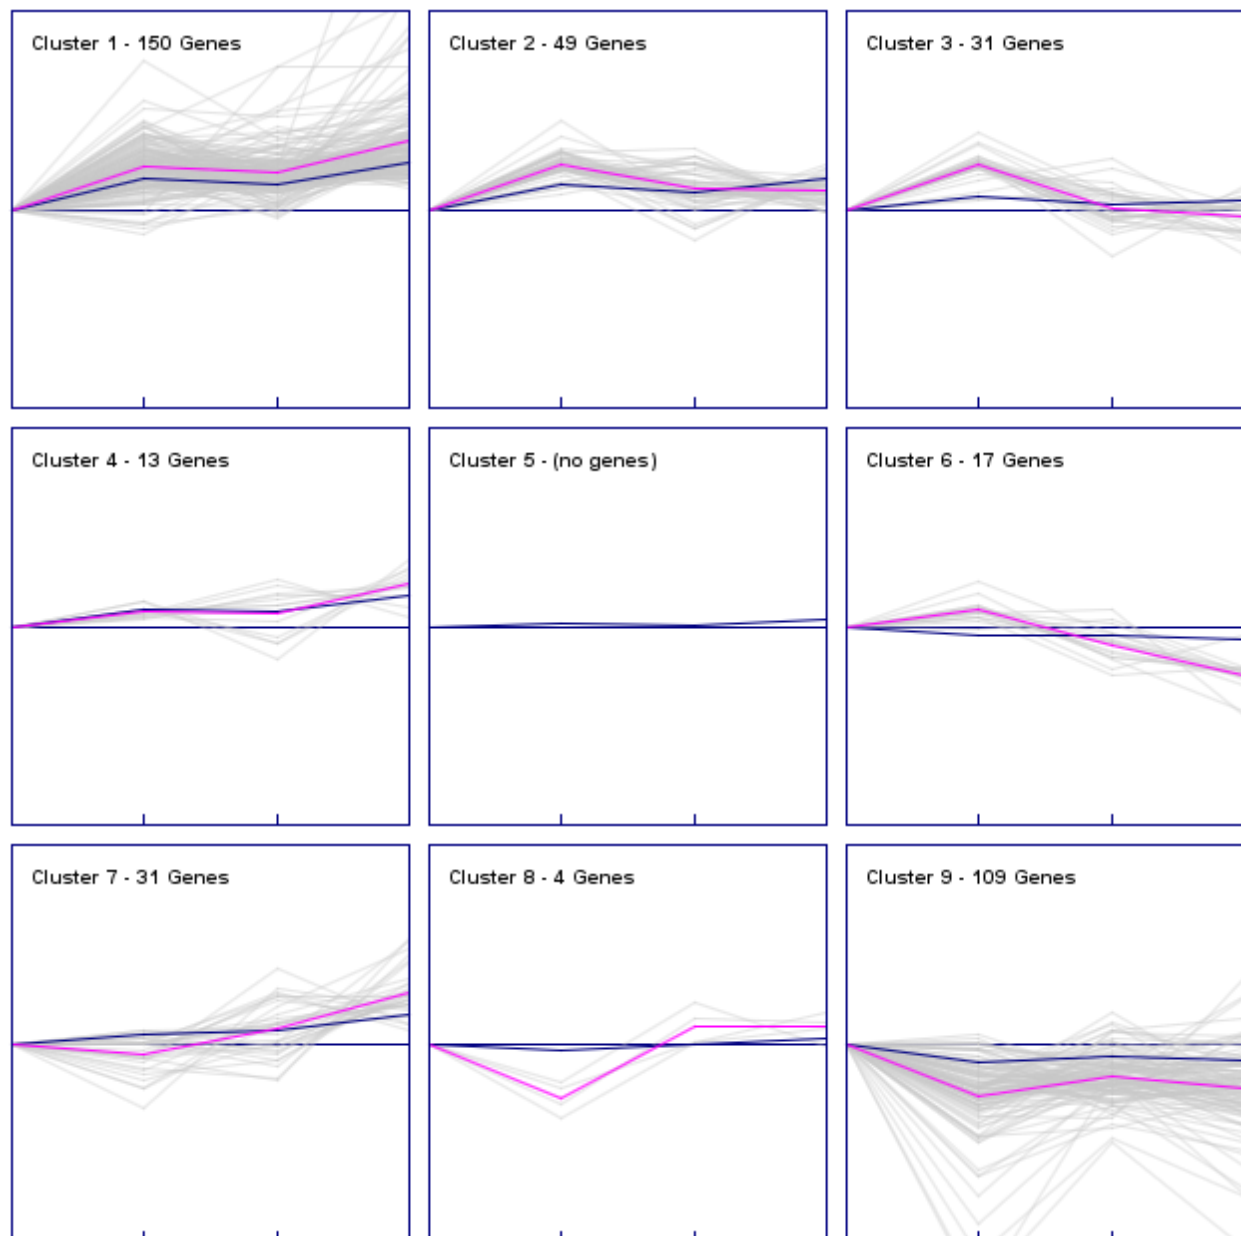 Cluster 1 - 150 Genes
Cluster 2 - 49 Genes
Cluster 3 - 31 Genes
Cluster 4 - 13 Genes
Cluster 5 - (no genes)
Cluster 6 - 17 Genes
Cluster 7 - 31 Genes
Cluster 8 - 4 Genes
Cluster 9 - 109 Genes